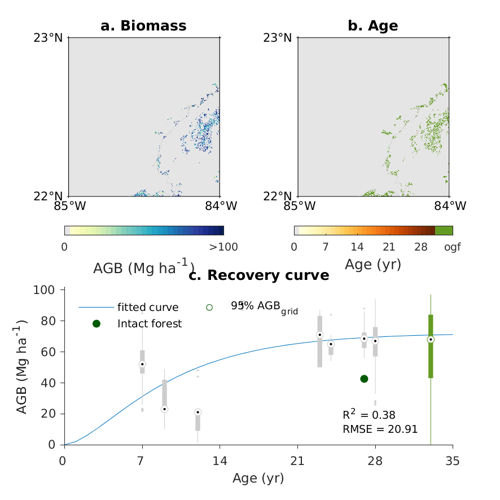 a. Biomass
b. Age
23°N
22°N
85°W
84°W
23°N
22°N
85°W
84°W
0
>100
AGB (Mg ha-1)
0
7
14
21
28
ogf
Age (yr)
c. Recovery curve
AGB (Mg ha-1)
100
80
60
40
20
0
fitted curve
Intact forest
AGBgrid
R2 = 0.38
RMSE = 20.91
0
7
14
21
28
35
Age (yr)